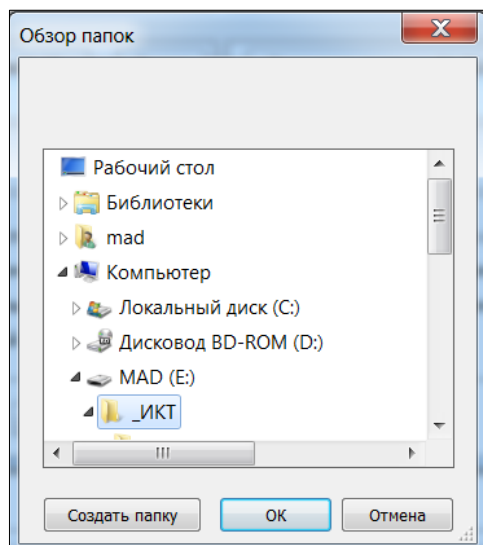 Обзор папок
Рабочий стол
Библиотеки
mad
Компьютер
Локальный диск (C:)
Дисковод BD-ROM (D:)
MAD (E:)
_ИКТ
Создать папку
ОК
Отмена